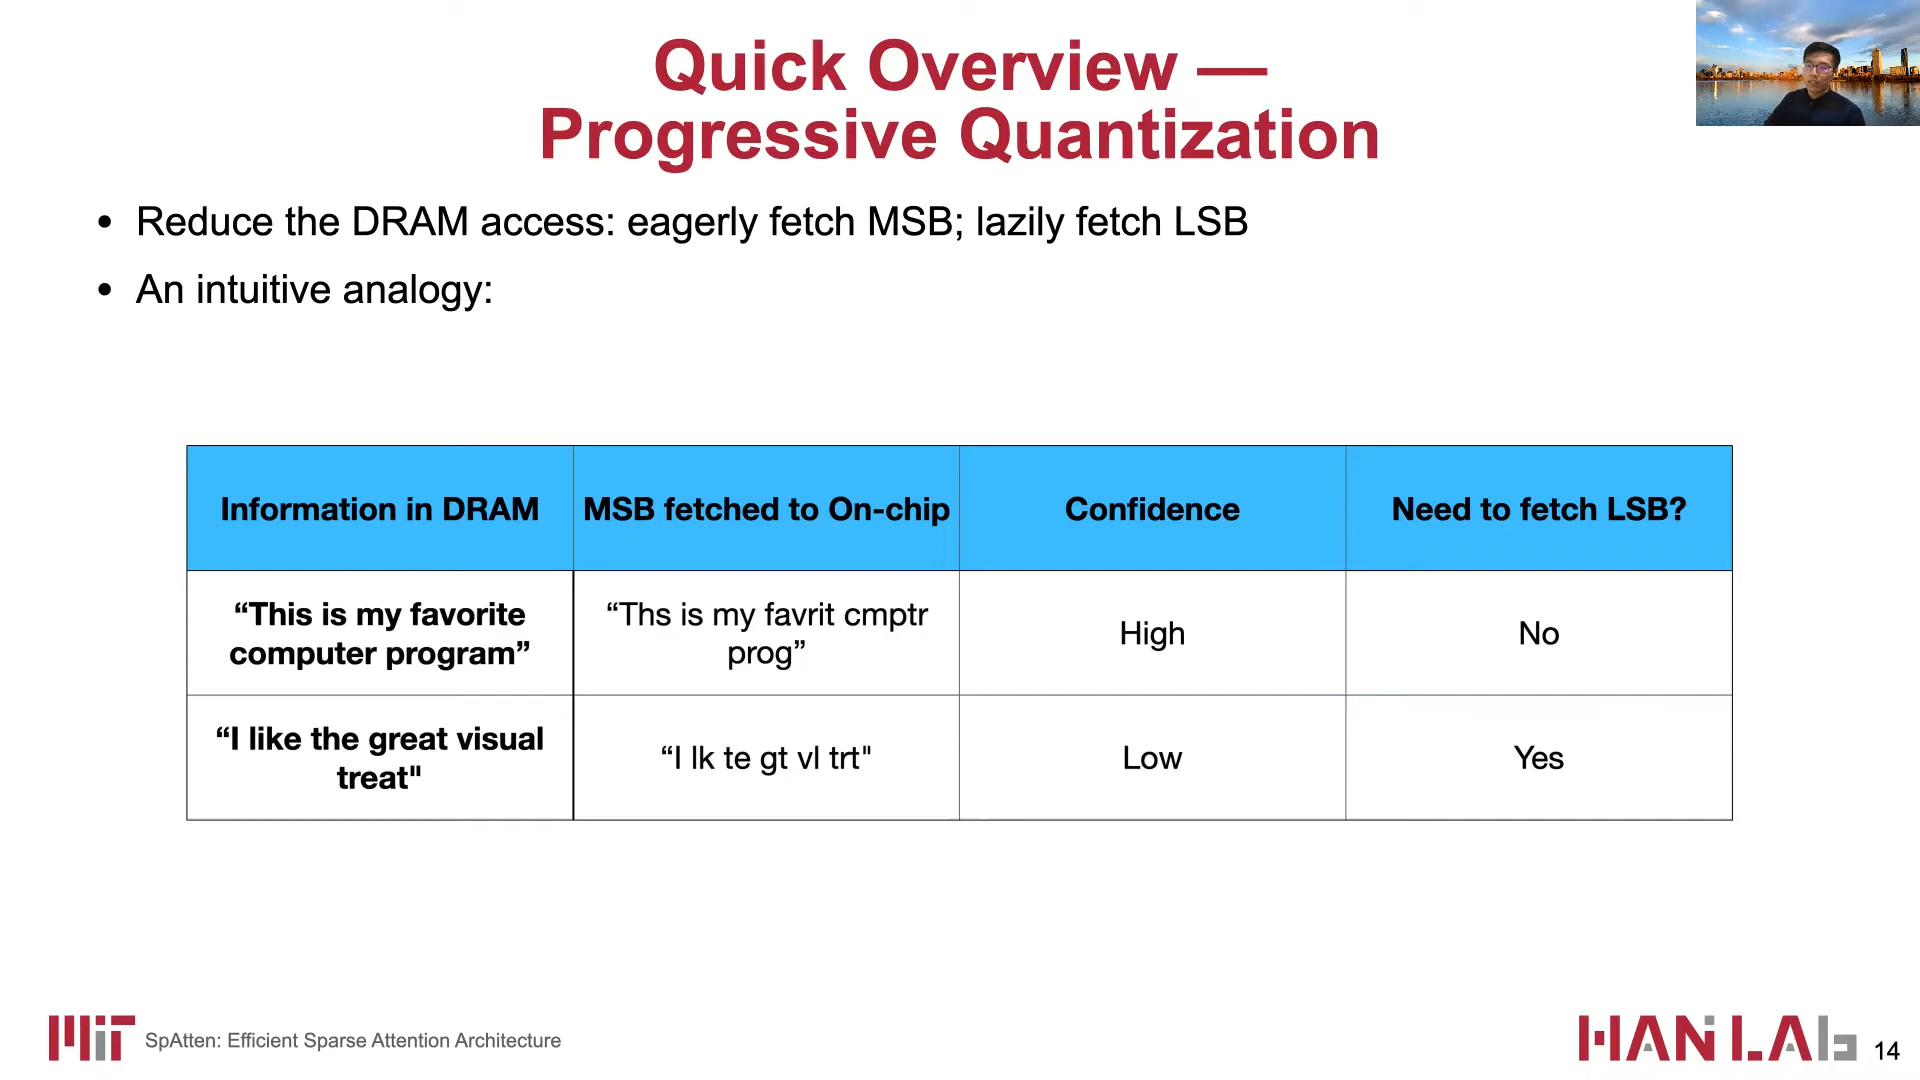 Quick Overview —
Progressive Quantization
• Reduce the DRAM access: eagerly fetch MSB; lazily fetch LSB
• An intuitive analogy:
Information in DRAM
MSB fetched to On-chip
Confidence
Need to fetch LSB?
“This is my favorite
computer program”
“Ths is my favrit cmptr
prog”
High
No
“I like the great visual
treat"
“I lk te gt vl trt"
Low
Yes
MIT
SpAtten: Efficient Sparse Attention Architecture
HAN LAb
14